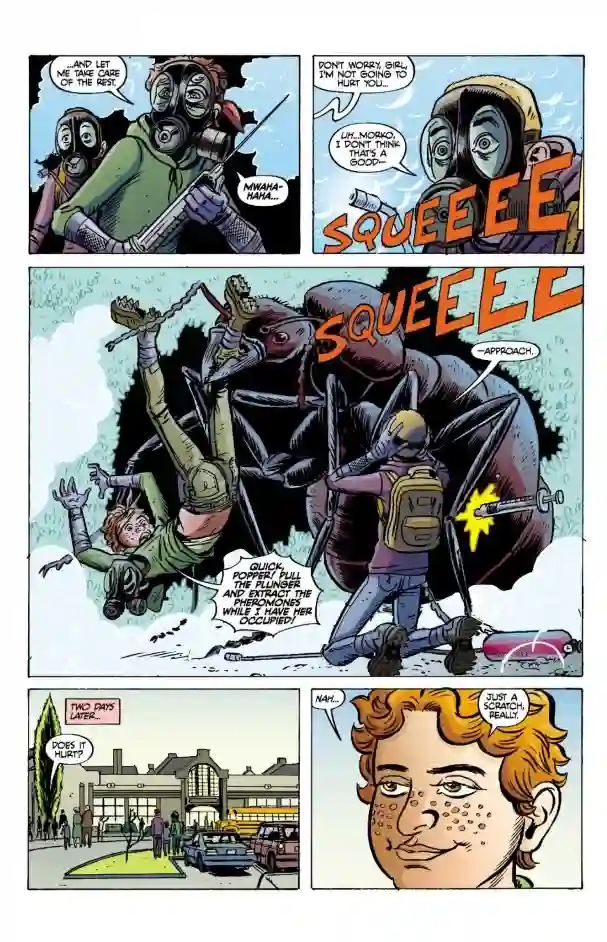 ...AND LET
ME TAKE CARE
OF THE REST.
MWAHA-
HAHA...
DON'T WORRY, GIRL,
I'M NOT GOING TO
HURT YOU...
UH...MORKO,
I DON'T THINK
THAT'S A
GOOD—
SQUEEEE
SQUEEEEE
—APPROACH.
QUICK,
POPPER! PULL
THE PLUNGER
AND EXTRACT THE
PHEROMONES
WHILE I HAVE HER
OCCUPIED!
TWO DAYS
LATER...
DOES IT
HURT?
NAH...
JUST A
SCRATCH,
REALLY.